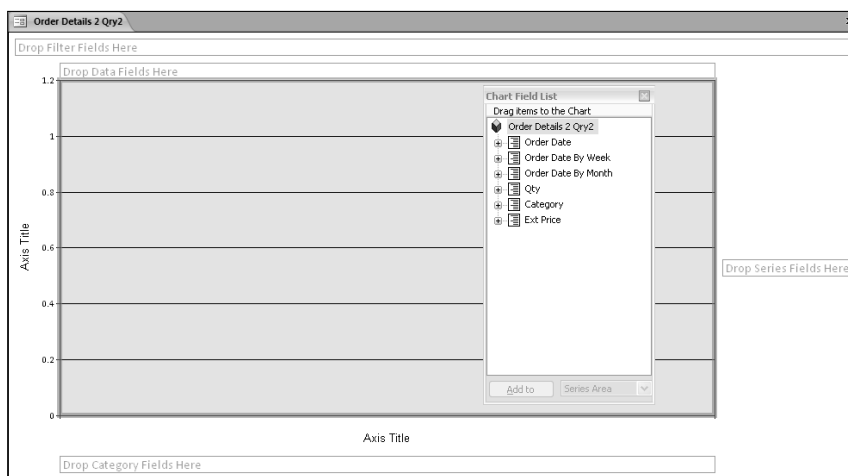 Order Details 2 Qry2
Drop Filter Fields Here
Drop Data Fields Here
1.2
1
0.8
0.6
0.4
0.2
0
Axis Title
Chart Field List
Drag items to the Chart
Order Details 2 Qry2
Order Date
Order Date By Week
Order Date By Month
Qty
Category
Ext Price
Add to
Series Area
Drop Series Fields Here
Axis Title
Drop Category Fields Here